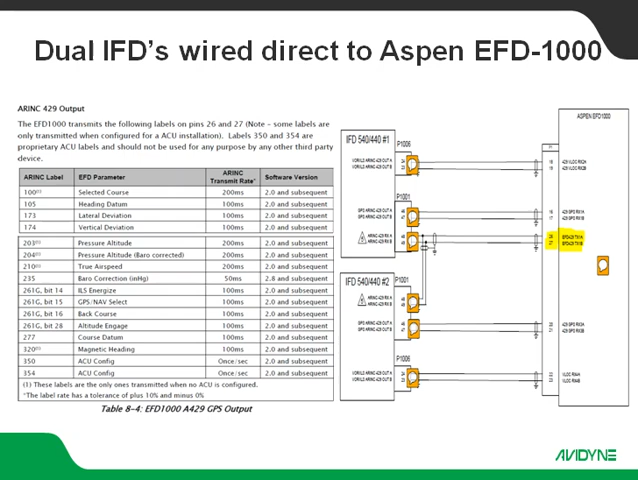 Dual IFD's wired direct to Aspen EFD-1000
ARINC 429 Output
The EFD1000 transmits the following labels on pins 26 and 27 (Note – some labels are
only transmitted when configured for a ACU installation). Labels 350 and 354 are
proprietary ACU labels and should not be used for any purpose by any other third party
device.
ARINC Label EFD Parameter ARINC Transmit Rate* Software Version
100(1) Selected Course 200ms 2.0 and subsequent
105 Heading Datum 100ms 2.0 and subsequent
173 Lateral Deviation 100ms 2.0 and subsequent
174 Vertical Deviation 100ms 2.0 and subsequent
203(1) Pressure Altitude 200ms 2.0 and subsequent
204(1) Pressure Altitude (Baro corrected) 200ms 2.0 and subsequent
210(1) True Airspeed 200ms 2.0 and subsequent
235 Baro Correction (inHg) 50ms 2.8 and subsequent
261G, bit 14 ILS Energize 100ms 2.0 and subsequent
261G, bit 15 GPS/NAV Select 100ms 2.0 and subsequent
261G, bit 16 Back Course 100ms 2.0 and subsequent
261G, bit 28 Altitude Engage 100ms 2.0 and subsequent
277 Course Datum 100ms 2.0 and subsequent
320(1) Magnetic Heading 100ms 2.0 and subsequent
350 ACU Config Once/sec 2.0 and subsequent
354 ACU Config Once/sec 2.0 and subsequent
(1) These labels are the only ones transmitted when no ACU is configured.
*The label rate has a tolerance of plus 10% and minus 0%
Table 8-4: EFD1000 A429 GPS Output
ASPEN EFD1000
IFD 540/440 #1
P1006
P1001
IFD 540/440 #2
P1001
P1006
AVIDYNE